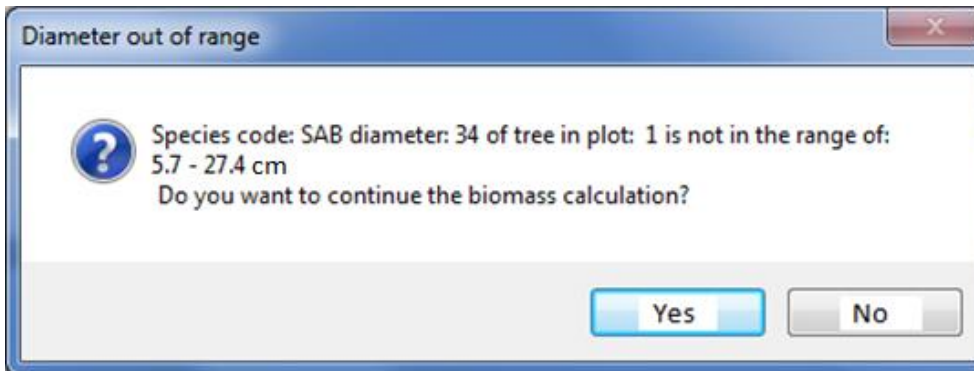 Diameter out of range
Species code: SAB diameter: 34 of tree in plot:  1 is not in the range of:
5.7 - 27.4 cm
Do you want to continue the biomass calculation?
Yes
No